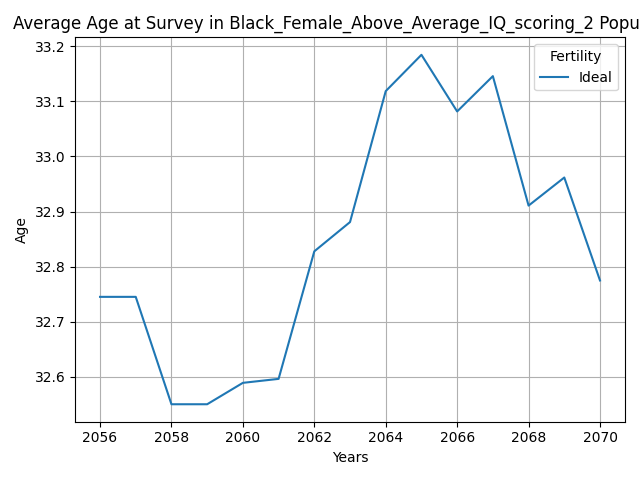 Average Age at Survey in Black_Female_Above_Average_IQ_scoring_2 Popu
Fertility
Ideal
33.2
33.1
33.0
32.9
32.8
32.7
32.6
Age
2056 2058 2060 2062 2064 2066 2068 2070
Years